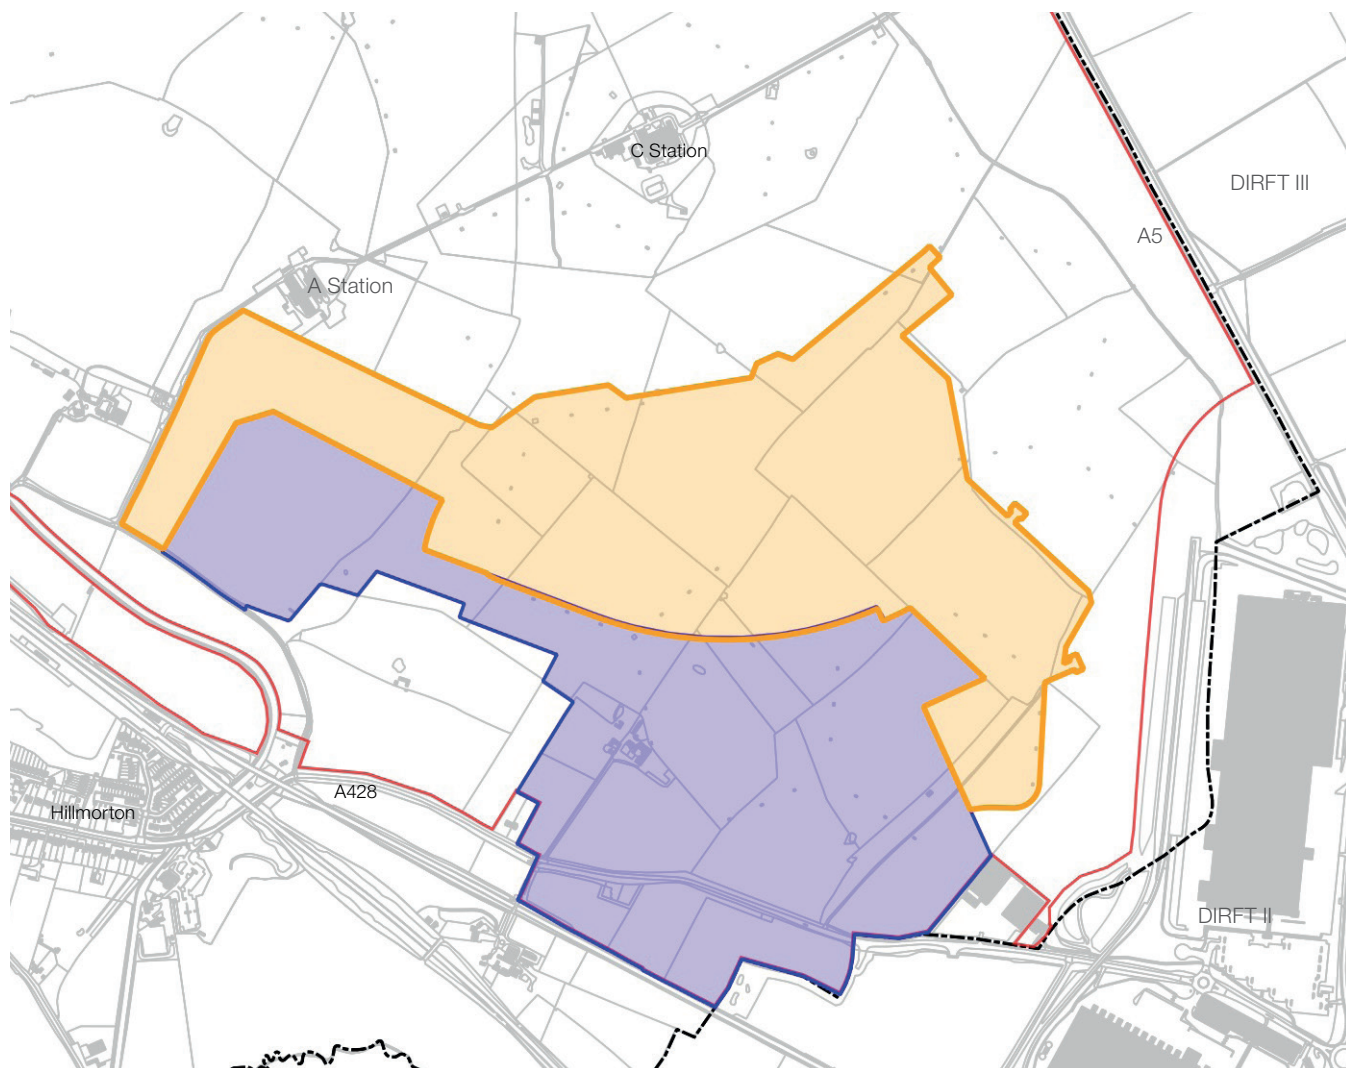 C Station
DIRFT III
A5
A Station
A428
Hillmorton
DIRFT II